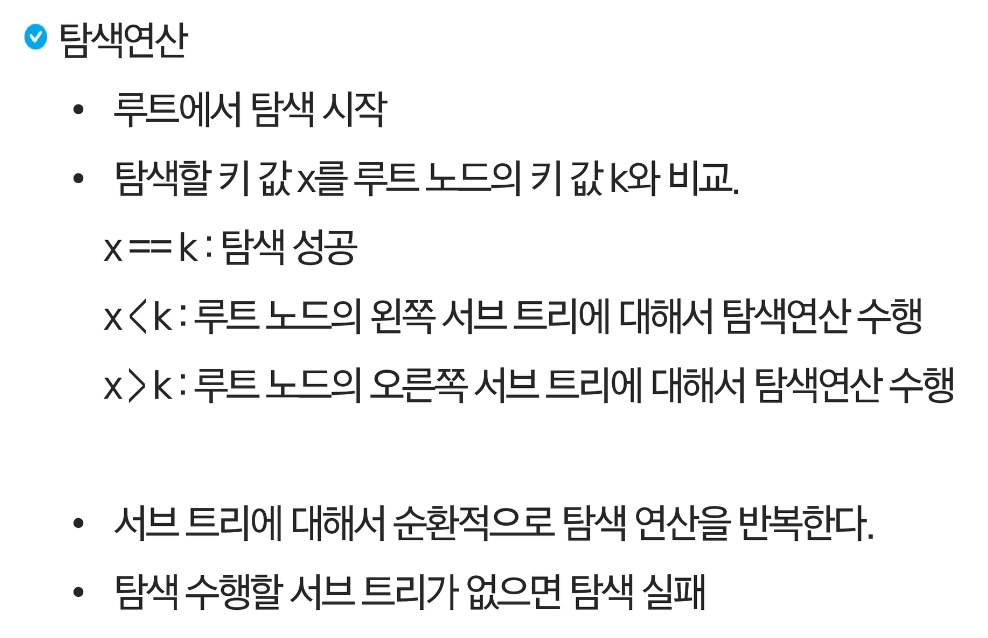 탐색연산
• 루트에서 탐색 시작
• 탐색할 키 값 x를 루트 노드의 키 값 k와 비교.
x == k : 탐색 성공
x < k : 루트 노드의 왼쪽 서브 트리에 대해서 탐색연산 수행
x > k : 루트 노드의 오른쪽 서브 트리에 대해서 탐색연산 수행
• 서브 트리에 대해서 순환적으로 탐색 연산을 반복한다.
• 탐색 수행할 서브 트리가 없으면 탐색 실패